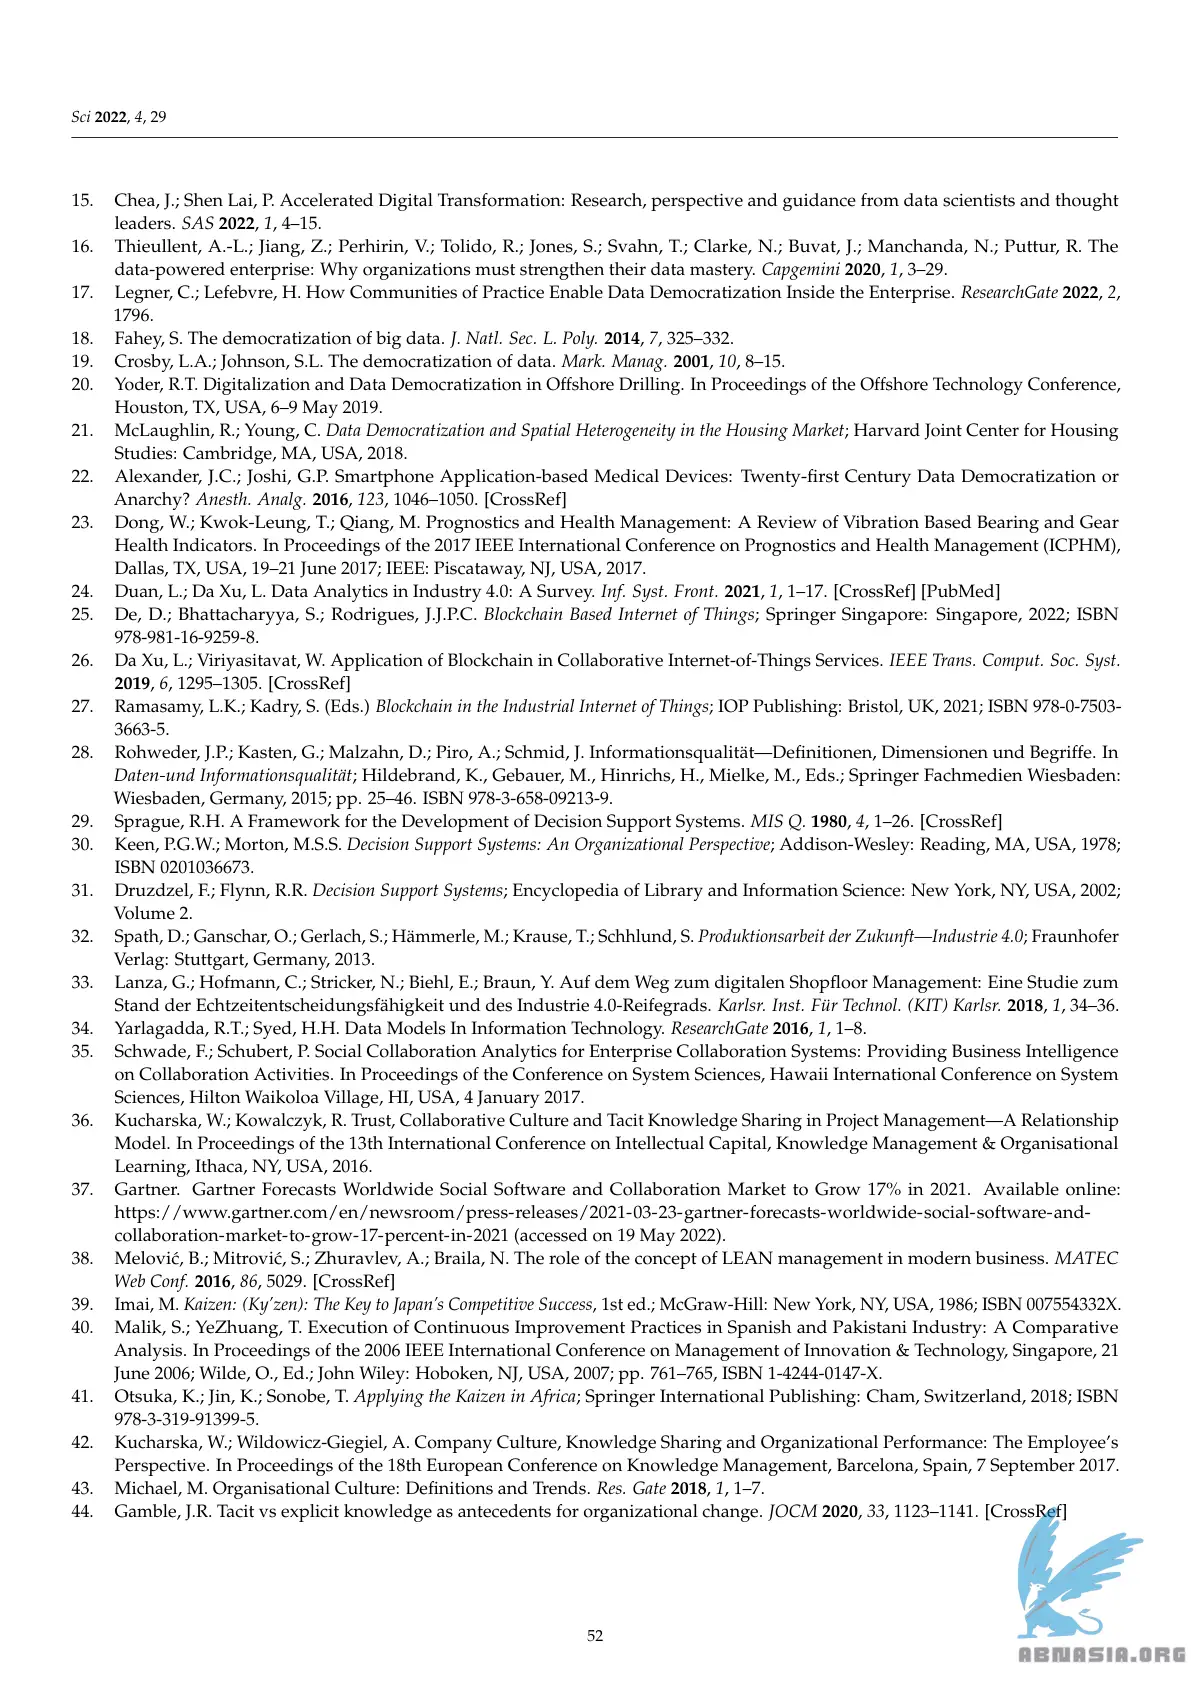 Sci 2022, 4, 29
15. Chea, J.; Shen Lai, P. Accelerated Digital Transformation: Research, perspective and guidance from data scientists and thought
leaders. SAS 2022, 1, 4–15.
16. Thieullent, A.-L.; Jiang, Z.; Perhirin, V.; Tolido, R.; Jones, S.; Svahn, T.; Clarke, N.; Buvat, J.; Manchanda, N.; Puttur, R. The
data-powered enterprise: Why organizations must strengthen their data mastery. Capgemini 2020, 1, 3–29.
17. Legner, C.; Lefebvre, H. How Communities of Practice Enable Data Democratization Inside the Enterprise. ResearchGate 2022, 2,
1796.
18. Fahey, S. The democratization of big data. J. Natl. Sec. L. Poly. 2014, 7, 325–332.
19. Crosby, L.A.; Johnson, S.L. The democratization of data. Mark. Manag. 2001, 10, 8–15.
20. Yoder, R.T. Digitalization and Data Democratization in Offshore Drilling. In Proceedings of the Offshore Technology Conference,
Houston, TX, USA, 6–9 May 2019.
21. McLaughlin, R.; Young, C. Data Democratization and Spatial Heterogeneity in the Housing Market; Harvard Joint Center for Housing
Studies: Cambridge, MA, USA, 2018.
22. Alexander, J.C.; Joshi, G.P. Smartphone Application-based Medical Devices: Twenty-first Century Data Democratization or
Anarchy? Anesth. Analg. 2016, 123, 1046–1050. [CrossRef]
23. Dong, W.; Kwok-Leung, T.; Qiang, M. Prognostics and Health Management: A Review of Vibration Based Bearing and Gear
Health Indicators. In Proceedings of the 2017 IEEE International Conference on Prognostics and Health Management (ICPHM),
Dallas, TX, USA, 19–21 June 2017; IEEE: Piscataway, NJ, USA, 2017.
24. Duan, L.; Da Xu, L. Data Analytics in Industry 4.0: A Survey. Inf. Syst. Front. 2021, 1, 1–17. [CrossRef] [PubMed]
25. De, D.; Bhattacharyya, S.; Rodrigues, J.J.P.C. Blockchain Based Internet of Things; Springer Singapore: Singapore, 2022; ISBN
978-981-16-9259-8.
26. Da Xu, L.; Viriyasitavat, W. Application of Blockchain in Collaborative Internet-of-Things Services. IEEE Trans. Comput. Soc. Syst.
2019, 6, 1295–1305. [CrossRef]
27. Ramasamy, L.K.; Kadry, S. (Eds.) Blockchain in the Industrial Internet of Things; IOP Publishing: Bristol, UK, 2021; ISBN 978-0-7503-
3663-5.
28. Rohweder, J.P.; Kasten, G.; Malzahn, D.; Piro, A.; Schmid, J. Informationsqualität—Definitionen, Dimensionen und Begriffe. In
Daten-und Informationsqualität; Hildebrand, K., Gebauer, M., Hinrichs, H., Mielke, M., Eds.; Springer Fachmedien Wiesbaden:
Wiesbaden, Germany, 2015; pp. 25–46. ISBN 978-3-658-09213-9.
29. Sprague, R.H. A Framework for the Development of Decision Support Systems. MIS Q. 1980, 4, 1–26. [CrossRef]
30. Keen, P.G.W.; Morton, M.S.S. Decision Support Systems: An Organizational Perspective; Addison-Wesley: Reading, MA, USA, 1978;
ISBN 0201036673.
31. Druzdzel, F.; Flynn, R.R. Decision Support Systems; Encyclopedia of Library and Information Science: New York, NY, USA, 2002;
Volume 2.
32. Spath, D.; Ganschar, O.; Gerlach, S.; Hämmerle, M.; Krause, T.; Schhlund, S. Produktionsarbeit der Zukunft—Industrie 4.0; Fraunhofer
Verlag: Stuttgart, Germany, 2013.
33. Lanza, G.; Hofmann, C.; Stricker, N.; Biehl, E.; Braun, Y. Auf dem Weg zum digitalen Shopfloor Management: Eine Studie zum
Stand der Echtzeitentscheidungsfähigkeit und des Industrie 4.0-Reifegrads. Karlsr. Inst. Für Technol. (KIT) Karlsr. 2018, 1, 34–36.
34. Yarlagadda, R.T.; Syed, H.H. Data Models In Information Technology. ResearchGate 2016, 1, 1–8.
35. Schwade, F.; Schubert, P. Social Collaboration Analytics for Enterprise Collaboration Systems: Providing Business Intelligence
on Collaboration Activities. In Proceedings of the Conference on System Sciences, Hawaii International Conference on System
Sciences, Hilton Waikoloa Village, HI, USA, 4 January 2017.
36. Kucharska, W.; Kowalczyk, R. Trust, Collaborative Culture and Tacit Knowledge Sharing in Project Management—A Relationship
Model. In Proceedings of the 13th International Conference on Intellectual Capital, Knowledge Management & Organisational
Learning, Ithaca, NY, USA, 2016.
37. Gartner. Gartner Forecasts Worldwide Social Software and Collaboration Market to Grow 17% in 2021. Available online:
https://www.gartner.com/en/newsroom/press-releases/2021-03-23-gartner-forecasts-worldwide-social-software-and-
collaboration-market-to-grow-17-percent-in-2021 (accessed on 19 May 2022).
38. Melović, B.; Mitrović, S.; Zhuravlev, A.; Braila, N. The role of the concept of LEAN management in modern business. MATEC
Web Conf. 2016, 86, 5029. [CrossRef]
39. Imai, M. Kaizen: (Ky'zen): The Key to Japan's Competitive Success, 1st ed.; McGraw-Hill: New York, NY, USA, 1986; ISBN 007554332X.
40. Malik, S.; YeZhuang, T. Execution of Continuous Improvement Practices in Spanish and Pakistani Industry: A Comparative
Analysis. In Proceedings of the 2006 IEEE International Conference on Management of Innovation & Technology, Singapore, 21
June 2006; Wilde, O., Ed.; John Wiley: Hoboken, NJ, USA, 2007; pp. 761–765, ISBN 1-4244-0147-X.
41. Otsuka, K.; Jin, K.; Sonobe, T. Applying the Kaizen in Africa; Springer International Publishing: Cham, Switzerland, 2018; ISBN
978-3-319-91399-5.
42. Kucharska, W.; Wildowicz-Giegiel, A. Company Culture, Knowledge Sharing and Organizational Performance: The Employee's
Perspective. In Proceedings of the 18th European Conference on Knowledge Management, Barcelona, Spain, 7 September 2017.
43. Michael, M. Organisational Culture: Definitions and Trends. Res. Gate 2018, 1, 1–7.
44. Gamble, J.R. Tacit vs explicit knowledge as antecedents for organizational change. JOCM 2020, 33, 1123–1141. [CrossRef]
52
ABNASIA.ORG